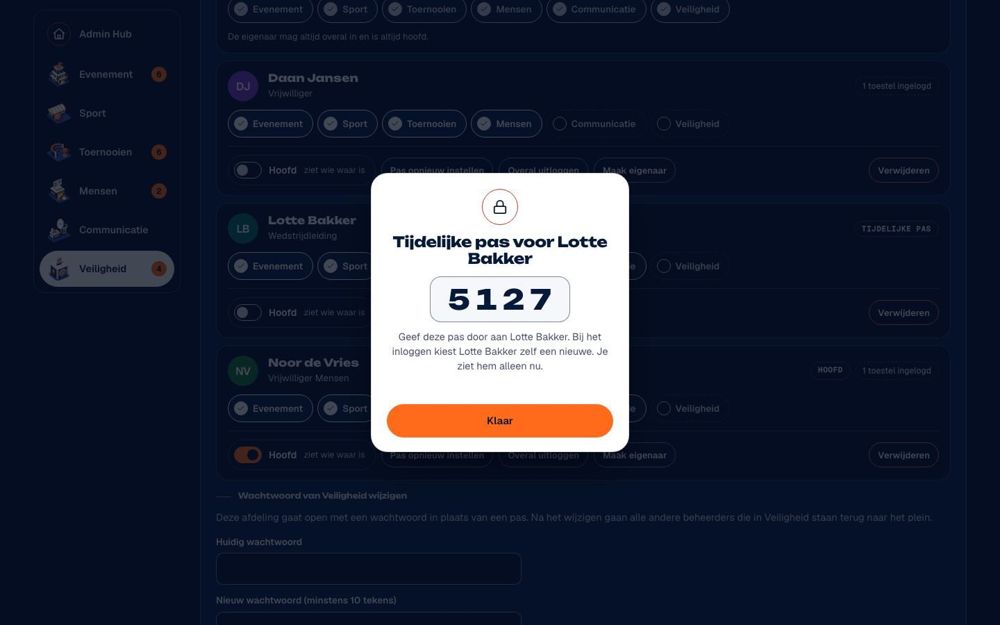 Evenement
Sport
Toernooien
Mensen
Communicatie
Veiligheid
De eigenaar mag altijd overal in en is altijd hoofd.
Admin Hub
Evenement 6
Sport
Toernooien 6
Mensen 2
Communicatie
Veiligheid 4
DJ
Daan Jansen
Vrijwilliger
1 toestel ingelogd
Evenement
Sport
Toernooien
Mensen
Communicatie
Veiligheid
Hoofd ziet wie waar is
Pas opnieuw instellen
Overal uitloggen
Maak eigenaar
Verwijderen
LB
Lotte Bakker
Wedstrijdleiding
TIJDELIJKE PAS
Evenement
Sport
Veiligheid
Hoofd ziet wie waar is
Verwijderen
Tijdelijke pas voor Lotte
Bakker
5127
Geef deze pas door aan Lotte Bakker. Bij het
inloggen kiest Lotte Bakker zelf een nieuwe. Je
ziet hem alleen nu.
Klaar
NV
Noor de Vries
Vrijwilliger Mensen
HOOFD
1 toestel ingelogd
Evenement
Sport
Veiligheid
Hoofd ziet wie waar is
Pas opnieuw instellen
Overal uitloggen
Maak eigenaar
Verwijderen
Wachtwoord van Veiligheid wijzigen
Deze afdeling gaat open met een wachtwoord in plaats van een pas. Na het wijzigen gaan alle andere beheerders die in Veiligheid staan terug naar het plein.
Huidig wachtwoord
Nieuw wachtwoord (minstens 10 tekens)